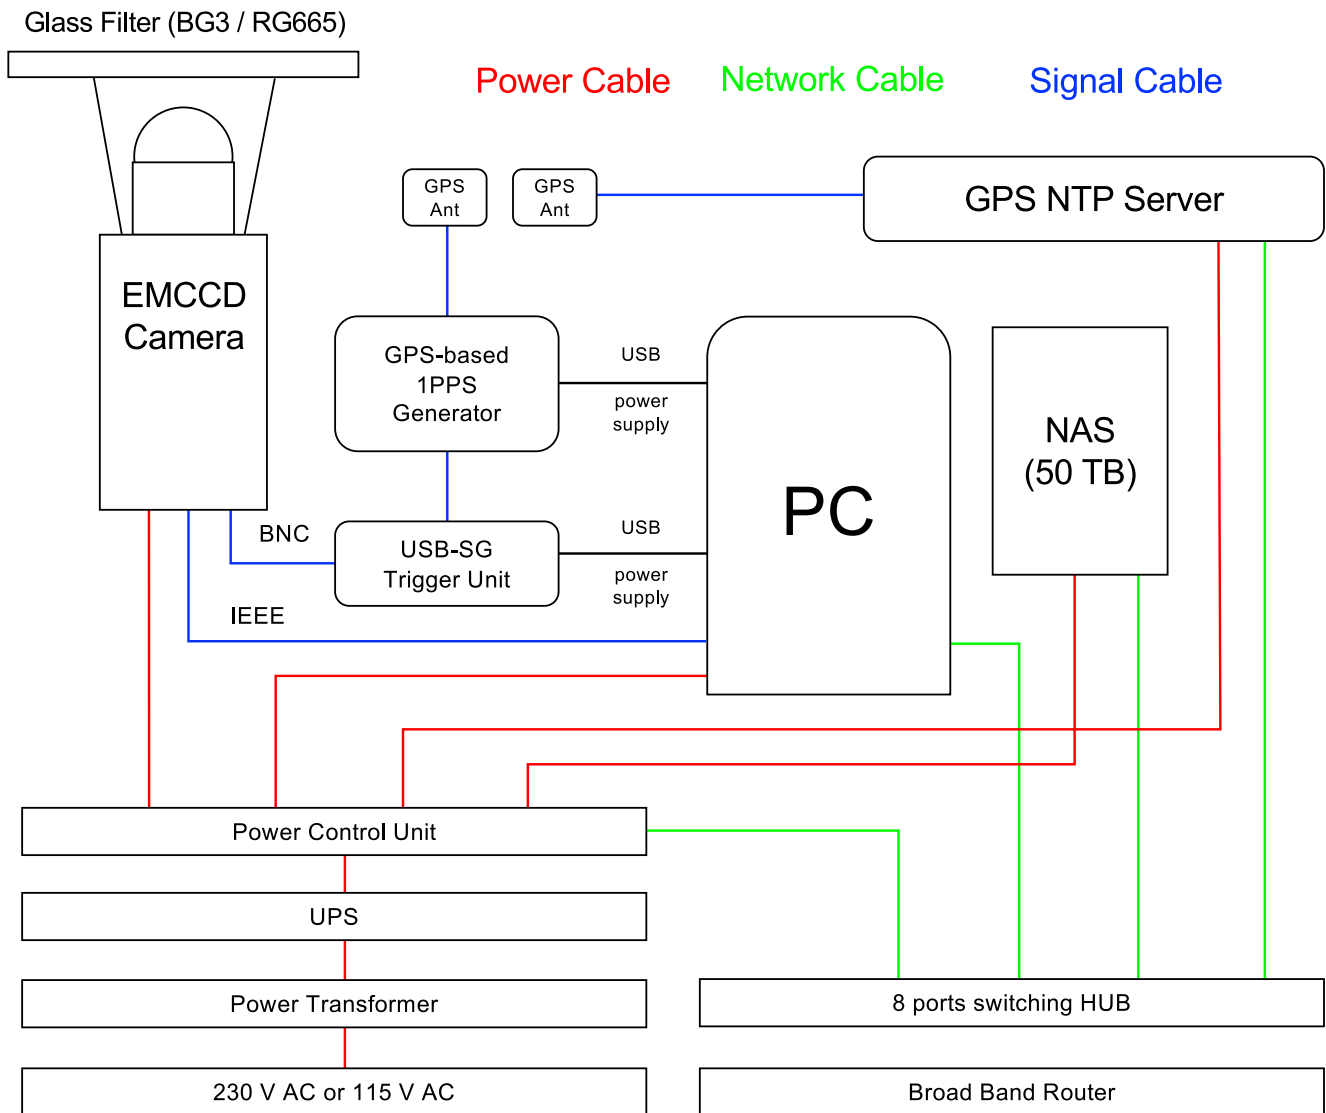 Glass Filter (BG3 / RG665)
Power Cable
Network Cable
Signal Cable
GPS
Ant
GPS
Ant
GPS NTP Server
EMCCD
Camera
GPS-based
1PPS
Generator
USB
power
supply
PC
NAS
(50 TB)
BNC
USB-SG
Trigger Unit
USB
power
supply
IEEE
Power Control Unit
UPS
Power Transformer
8 ports switching HUB
230 V AC or 115 V AC
Broad Band Router